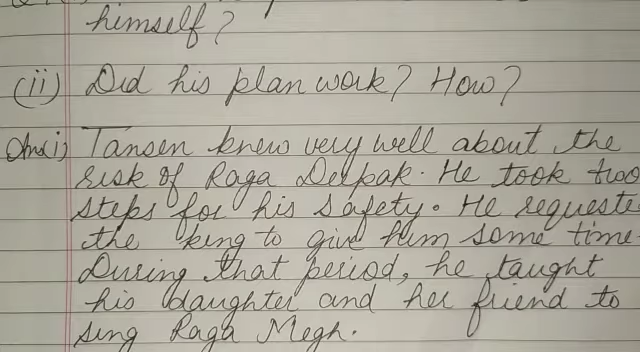 himself?
(ii) Did his plan work? How?
Ans(i) Tansen knew very well about the
risk of Raga Deepak. He took two
steps for his safety. He requeste
the king to give him some time.
During that period, he taught
his daughter and her friend to
sing Raga Megh.